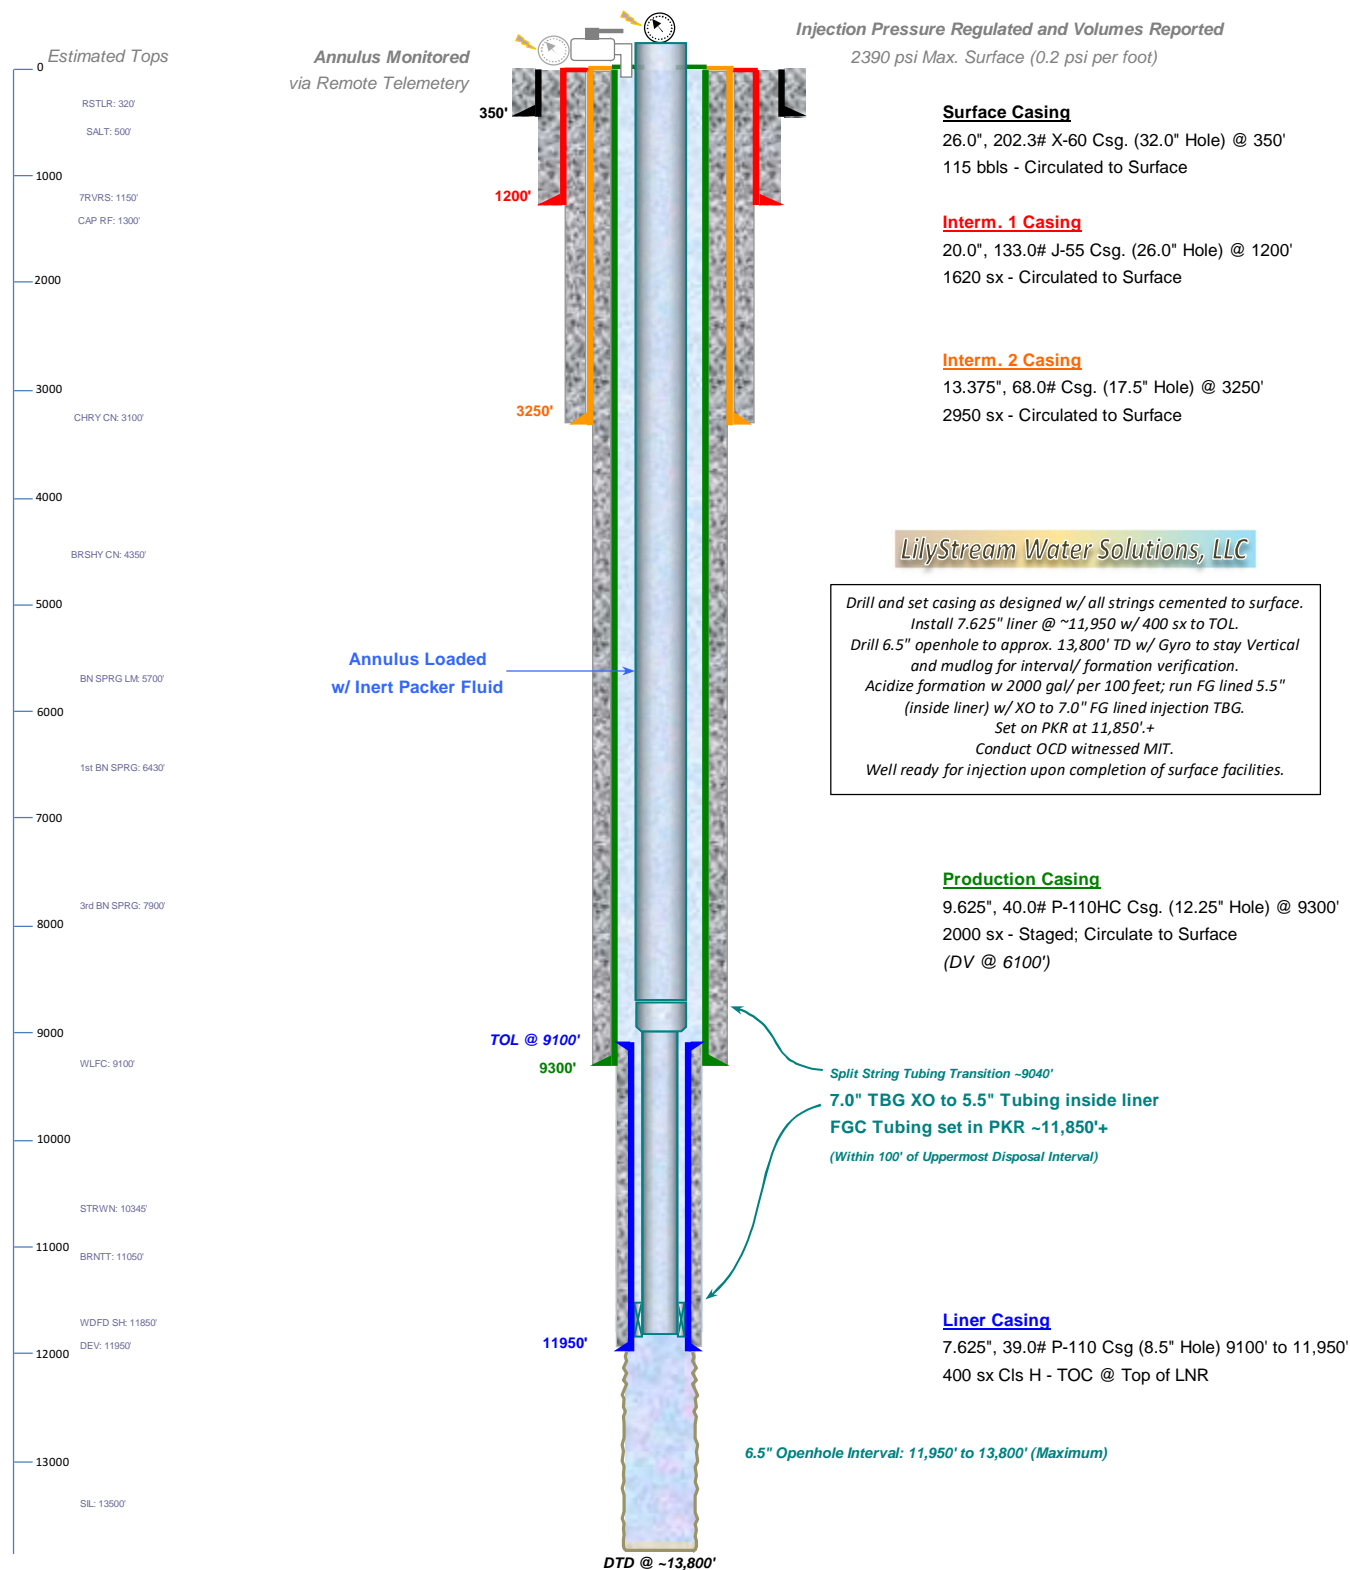 Estimated Tops
0
RSTLR: 320'
SALT: 500'
1000
7RVRS: 1150'
CAP RF: 1300'
2000
3000
CHRY CN: 3100'
4000
BRSHY CN: 4350'
5000
BN SPRG LM: 5700'
6000
1st BN SPRG: 6430'
7000
3rd BN SPRG: 7900'
8000
9000
WLFC: 9100'
10000
STRWN: 10345'
11000
BRNTT: 11050'
WDFD SH: 11850'
DEV: 11950'
12000
13000
SIL: 13500'
Annulus Monitored
via Remote Telemetery
350'
1200'
3250'
Annulus Loaded
w/ Inert Packer Fluid
TOL @ 9100'
9300'
11950'
DTD @ ~13,800'
Injection Pressure Regulated and Volumes Reported
2390 psi Max. Surface (0.2 psi per foot)
Surface Casing
26.0", 202.3# X-60 Csg. (32.0" Hole) @ 350'
115 bbls - Circulated to Surface
Interm. 1 Casing
20.0", 133.0# J-55 Csg. (26.0" Hole) @ 1200'
1620 sx - Circulated to Surface
Interm. 2 Casing
13.375", 68.0# Csg. (17.5" Hole) @ 3250'
2950 sx - Circulated to Surface
LilyStream Water Solutions, LLC
Drill and set casing as designed w/ all strings cemented to surface.
Install 7.625" liner @ ~11,950 w/ 400 sx to TOL.
Drill 6.5" openhole to approx. 13,800' TD w/ Gyro to stay Vertical
and mudlog for interval/ formation verification.
Acidize formation w 2000 gal/ per 100 feet; run FG lined 5.5"
(inside liner) w/ XO to 7.0" FG lined injection TBG.
Set on PKR at 11,850'.+
Conduct OCD witnessed MIT.
Well ready for injection upon completion of surface facilities.
Production Casing
9.625", 40.0# P-110HC Csg. (12.25" Hole) @ 9300'
2000 sx - Staged; Circulate to Surface
(DV @ 6100')
Split String Tubing Transition ~9040'
7.0" TBG XO to 5.5" Tubing inside liner
FGC Tubing set in PKR ~11,850'+
(Within 100' of Uppermost Disposal Interval)
Liner Casing
7.625", 39.0# P-110 Csg (8.5" Hole) 9100' to 11,950'
400 sx Cls H - TOC @ Top of LNR
6.5" Openhole Interval: 11,950' to 13,800' (Maximum)